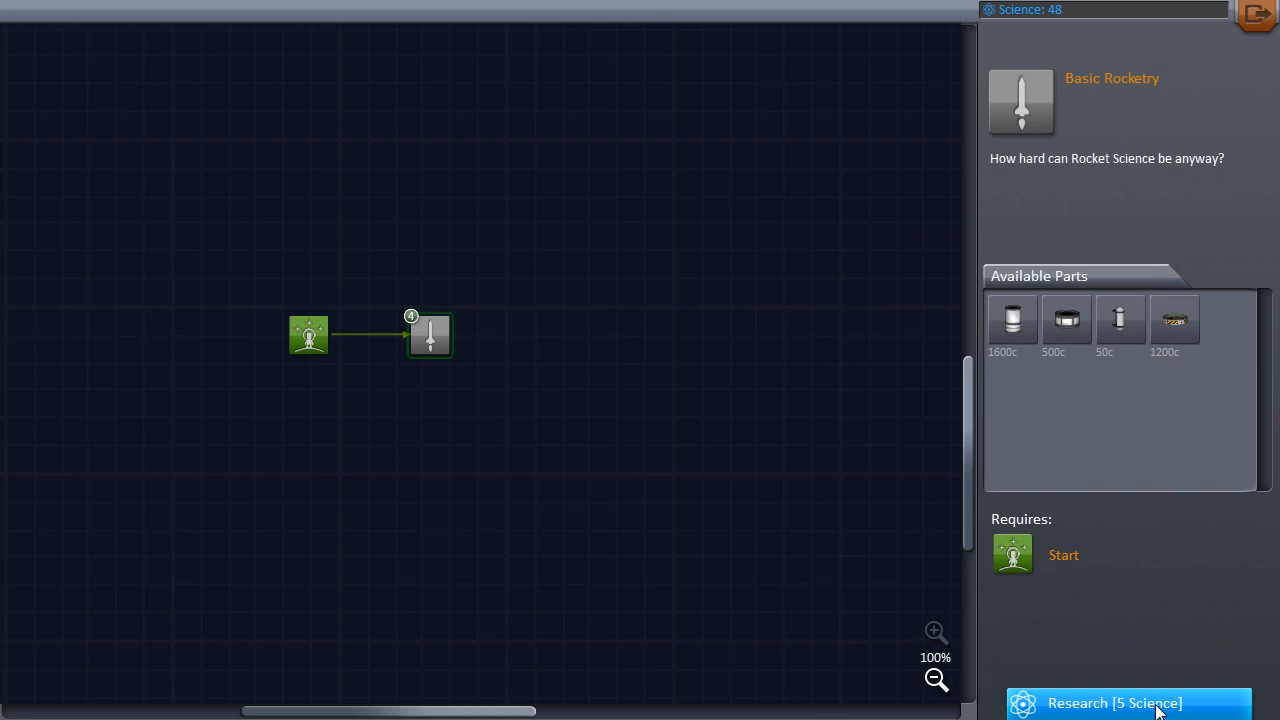 Science: 48
Basic Rocketry
How hard can Rocket Science be anyway?
Available Parts
4
1600c 500c 50c 1200c
Requires:
Start
100%
Research [5 Science]